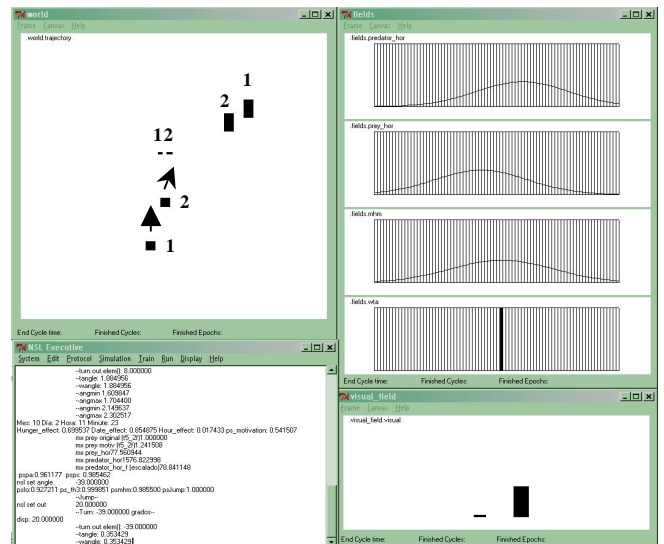 world
Frame Canvas Help
.world.trajectory
1
2
12
2
1
End Cycle time: Finished Cycles: Finished Epochs:
NSL Executive
System Edit Protocol Simulation Train Run Display Help
--turn.out.elem(): 8.000000
--tangle: 1.884956
--wangle: 1.884956
--angmin 1.609847
--angmax 1.704400
--angmin 2.149637
--angmax 2.302517
Mes: 10 Día: 2 Hora: 11 Minute: 23
Hunger_effect: 0.699537 Date_effect: 0.854875 Hour_effect: 0.017433 ps_motivation: 0.541507
mx prey original |t5_2/|1.000000
mx prey motiv |t5_2/|1.241508
mx prey_hor77.560944
mx predator_hor1576.822998
mx predator_hor_f (escalado)78.841148
pspa:0.961177 psps: 0.985462
nsl set angle -39.000000
pslo:0.927211 ps_th3:0.999851 psmhm:0.985500 psJump:1.000000
--Jump--
nsl set out 20.000000
--Turn: -39.000000 grados--
disp: 20.000000
--turn.out.elem(): -39.000000
--tangle: 0.353429
--wangle: 0.353429
fields
Frame Canvas Help
.fields.predator_hor
.fields.prey_hor
.fields.mhm
.fields.wta
End Cycle time: Finished Cycles: Finished Epochs:
visual_field
Frame Canvas Help
.visual_field.visual
End Cycle time: Finished Cycles: Finished Epochs: